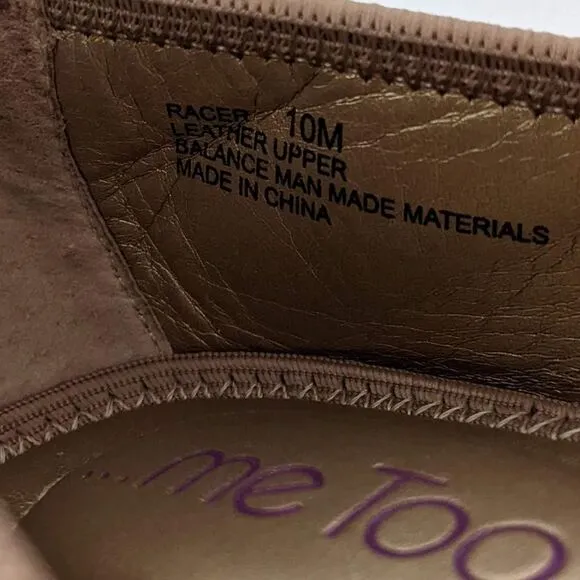 RACER 10M
LEATHER UPPER
BALANCE MAN MADE MATERIALS
MADE IN CHINA
...me Too